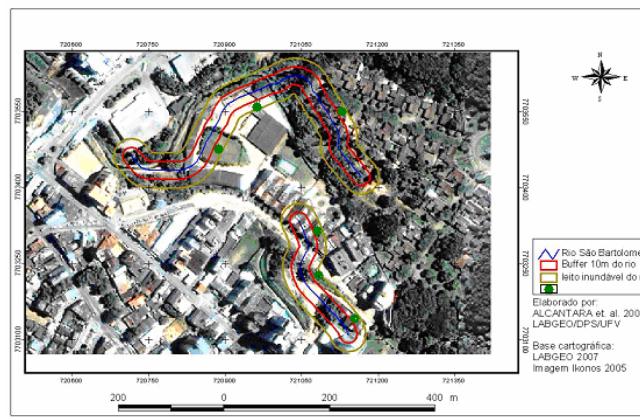 720600 720750 720900 721050 721200 721350
N
W E
S
7703550 7703550
7703400 7703400
7703250 7703250
7703100 7703100
Rio São Bartolome
Buffer 10m do rio
leito inundável do
Elaborado por:
ALCANTARA et. al. 200
LABGEO/DPS/UFV
Base cartográfica:
LABGEO 2007
Imagem Ikonos 2005
720600 720750 720900 721050 721200 721350
200 0 200 400 m